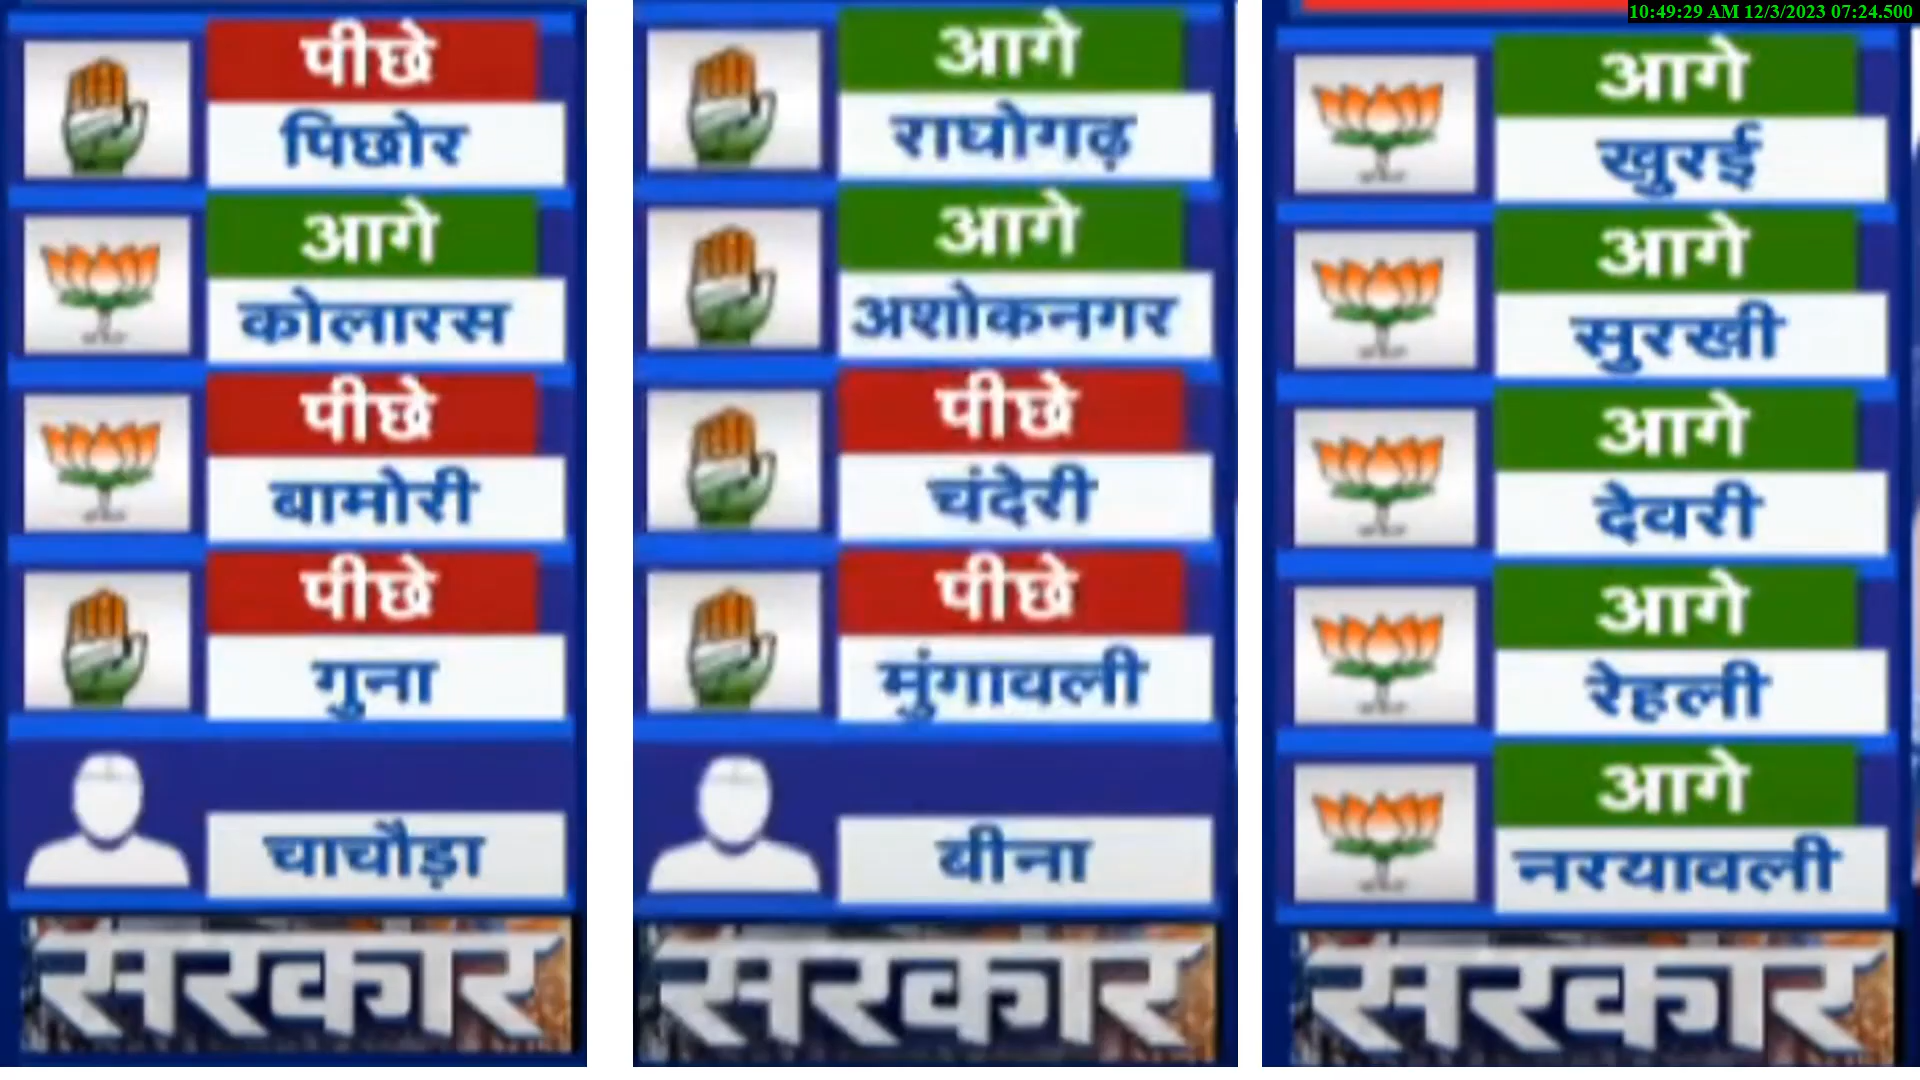 10:49:29 AM 12/3/2023 07:24.500
पीछे
पिछोर
आगे
कोलारस
पीछे
बामोरी
पीछे
गुना
चाचौड़ा
सरकार
आगे
राघोगढ़
आगे
अशोकनगर
पीछे
चंदेरी
पीछे
मुंगावली
बीना
सरकार
आगे
खुरई
आगे
सुरखी
आगे
देवरी
आगे
रेहली
आगे
नरयावली
सरकार